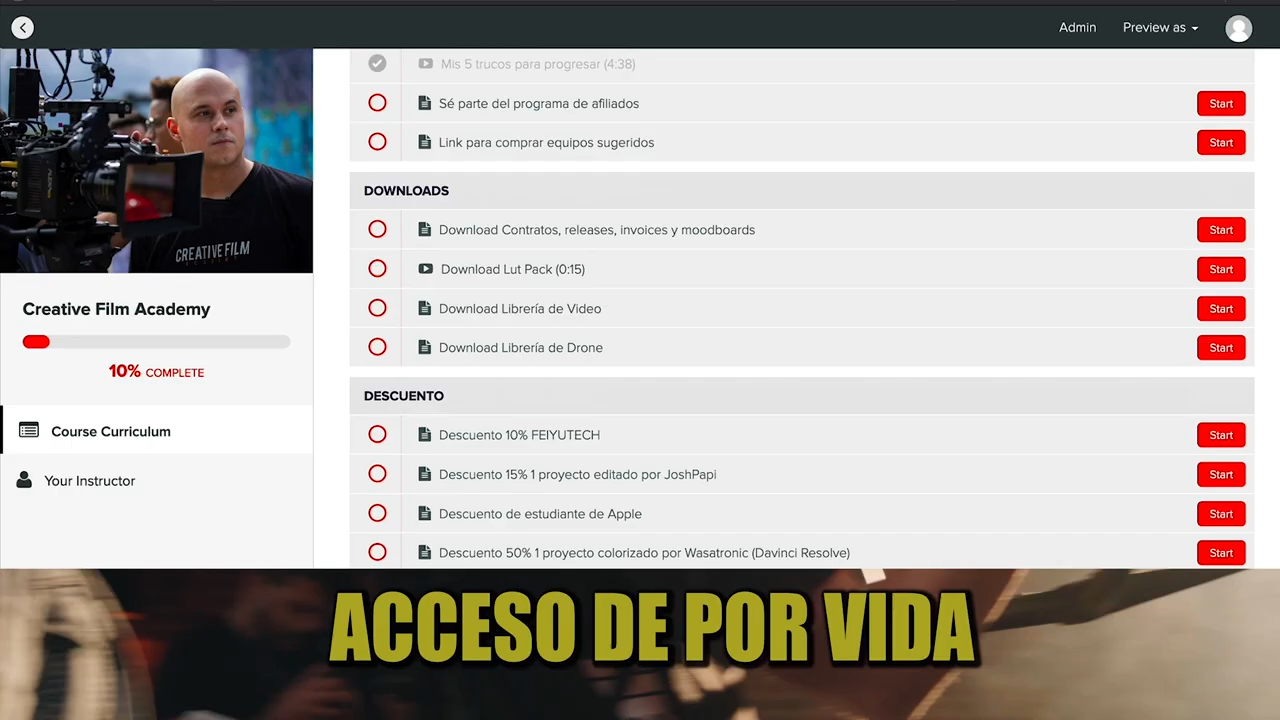 Admin
Preview as
Mis 5 trucos para progresar (4:38)
Sé parte del programa de afiliados
Start
Link para comprar equipos sugeridos
Start
DOWNLOADS
Download Contratos, releases, invoices y moodboards
Start
Download Lut Pack (0:15)
Start
Download Librería de Video
Start
Download Librería de Drone
Start
DESCUENTO
Descuento 10% FEIYUTECH
Start
Descuento 15% 1 proyecto editado por JoshPapi
Start
Descuento de estudiante de Apple
Start
Descuento 50% 1 proyecto colorizado por Wasatronic (Davinci Resolve)
Start
CREATIVE FILM
ACADEMY
Creative Film Academy
10% COMPLETE
Course Curriculum
Your Instructor
ACCESO DE POR VIDA